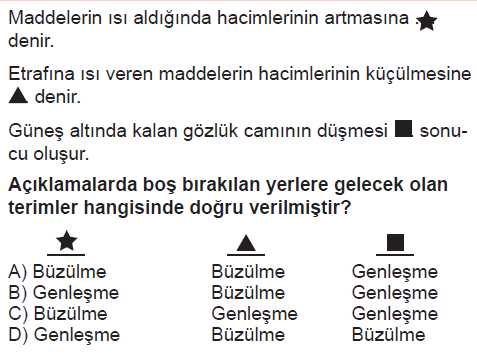 Maddelerin ısı aldığında hacimlerinin artmasına .★
denir.
Etrafına ısı veren maddelerin hacimlerinin küçülmesine
▲ denir.
Güneş altında kalan gözlük camının düşmesi ■ sonu-
cu oluşur.
Açıklamalarda boş bırakılan yerlere gelecek olan
terimler hangisinde doğru verilmiştir?
★ ▲ ■
A) Büzülme Büzülme Genleşme
B) Genleşme Büzülme Genleşme
C) Büzülme Genleşme Genleşme
D) Genleşme Büzülme Büzülme